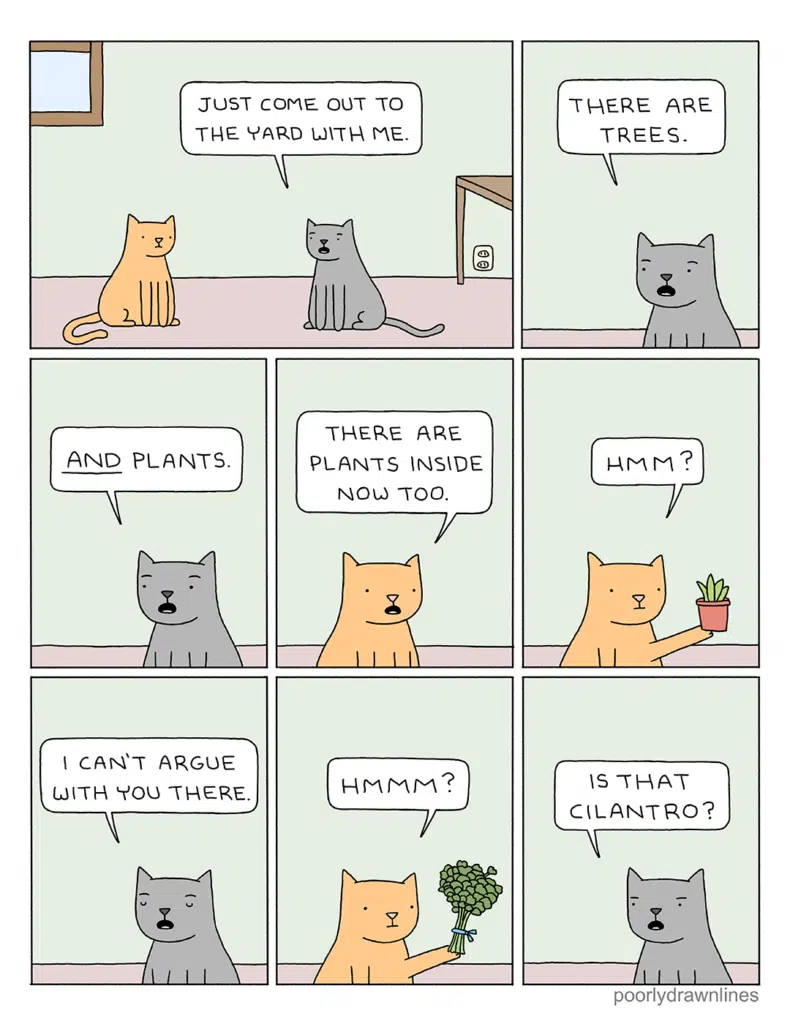 JUST COME OUT TO
THE YARD WITH ME.
THERE ARE
TREES.
AND PLANTS.
THERE ARE
PLANTS INSIDE
NOW TOO.
HMM?
I CAN'T ARGUE
WITH YOU THERE.
HMMM?
IS THAT
CILANTRO?
poorlydrawnlines